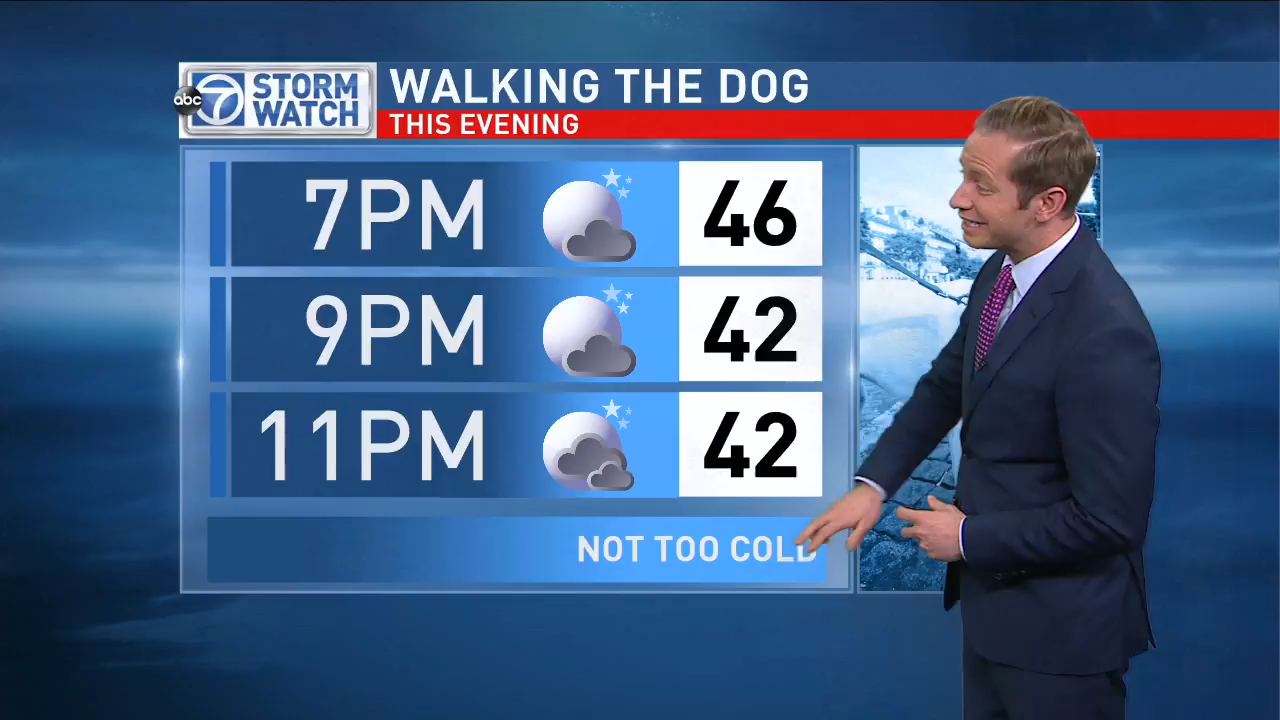 abc 7 STORM WATCH
WALKING THE DOG
THIS EVENING
7PM 46
9PM 42
11PM 42
NOT TOO COLD